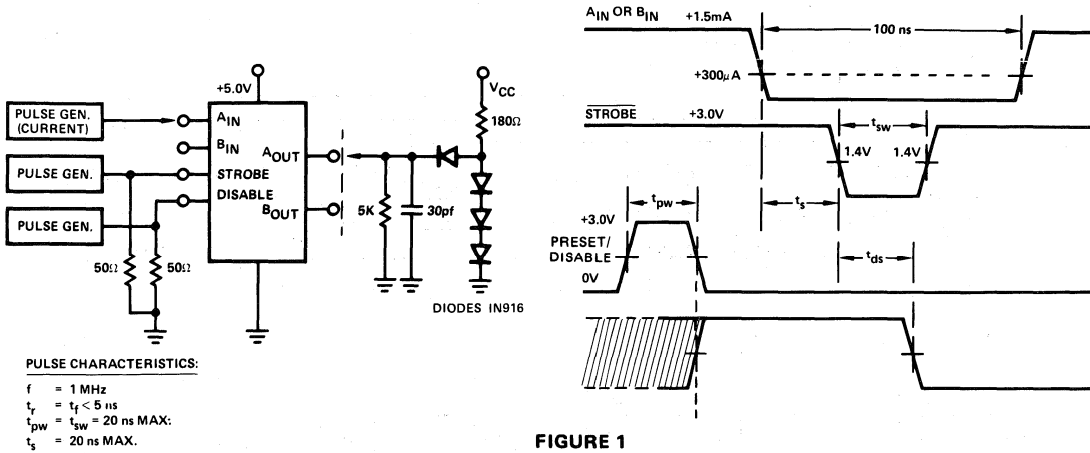 PULSE GEN.
(CURRENT)
PULSE GEN.
PULSE GEN.
50Ω
50Ω
+5.0V
A_IN
B_IN
STROBE
DISABLE
A_OUT
B_OUT
5K
30pf
V_CC
180Ω
DIODES IN916
PULSE CHARACTERISTICS:
f = 1 MHz
t_r = t_f < 5 ns
t_pw = t_sw = 20 ns MAX:
t_s = 20 ns MAX.
A_IN OR B_IN
+1.5mA
100 ns
+300μA
STROBE
+3.0V
t_sw
1.4V
1.4V
t_s
t_pw
+3.0V
PRESET/
DISABLE
0V
t_ds
FIGURE 1